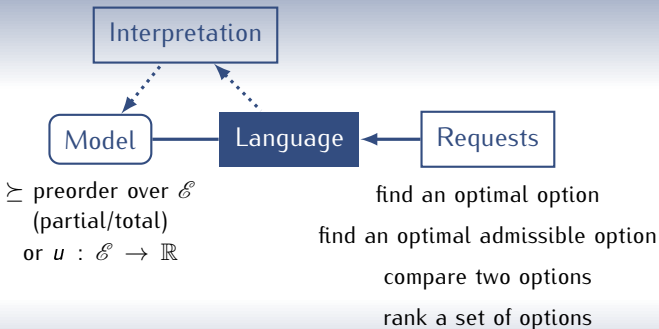 Interpretation
Model
Language
Requests
⪰ preorder over ℰ
(partial/total)
or u : ℰ → ℝ
find an optimal option
find an optimal admissible option
compare two options
rank a set of options